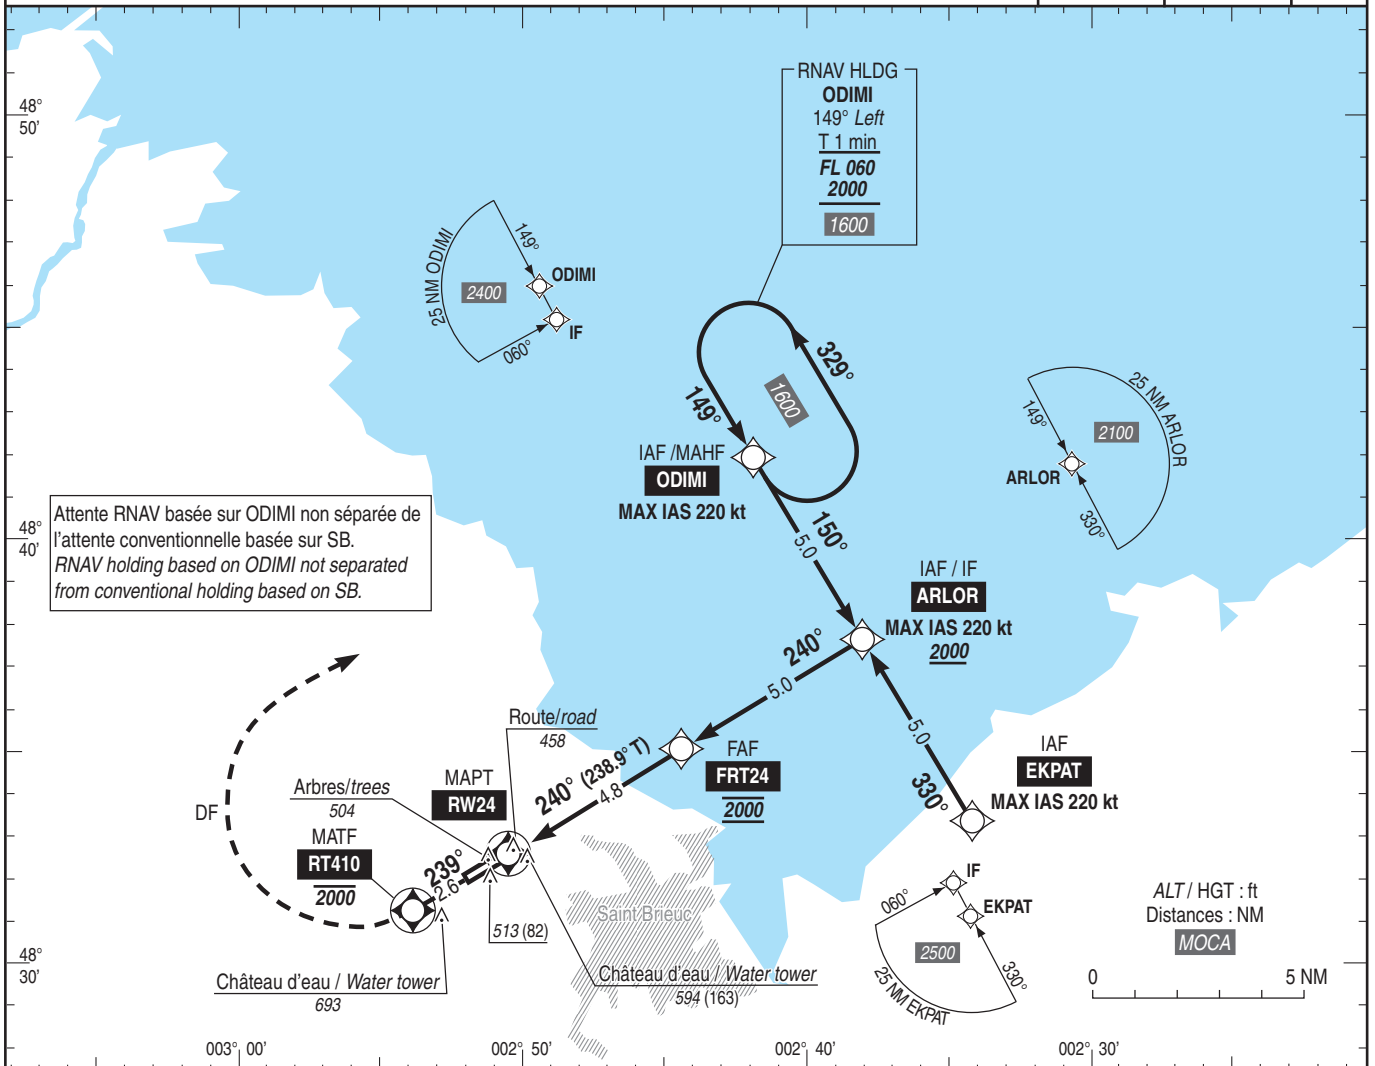 RNAV HLDG
ODIMI
149° Left
T 1 min
FL 060
2000
1600
48°
50'
25 NM ODIMI
149°
ODIMI
2400
IF
060°
329°
1600
149°
25 NM ARLOR
149°
2100
ARLOR
330°
IAF /MAHF
ODIMI
MAX IAS 220 kt
150°
5.0
48°
40'
Attente RNAV basée sur ODIMI non séparée de
l'attente conventionnelle basée sur SB.
RNAV holding based on ODIMI not separated
from conventional holding based on SB.
IAF / IF
ARLOR
MAX IAS 220 kt
2000
240°
5.0
5.0
330°
IAF
EKPAT
MAX IAS 220 kt
Route/road
458
FAF
FRT24
2000
240° (238.9° T)
4.8
Arbres/trees
504
MAPT
RW24
DF
MATF
RT410
2000
239°
2.6
513 (82)
Saint Brieuc
Château d'eau / Water tower
594 (163)
Château d'eau / Water tower
693
IF
060°
EKPAT
2500
330°
25 NM EKPAT
ALT / HGT : ft
Distances : NM
MOCA
0 5 NM
48°
30'
003° 00'
002° 50'
002° 40'
002° 30'